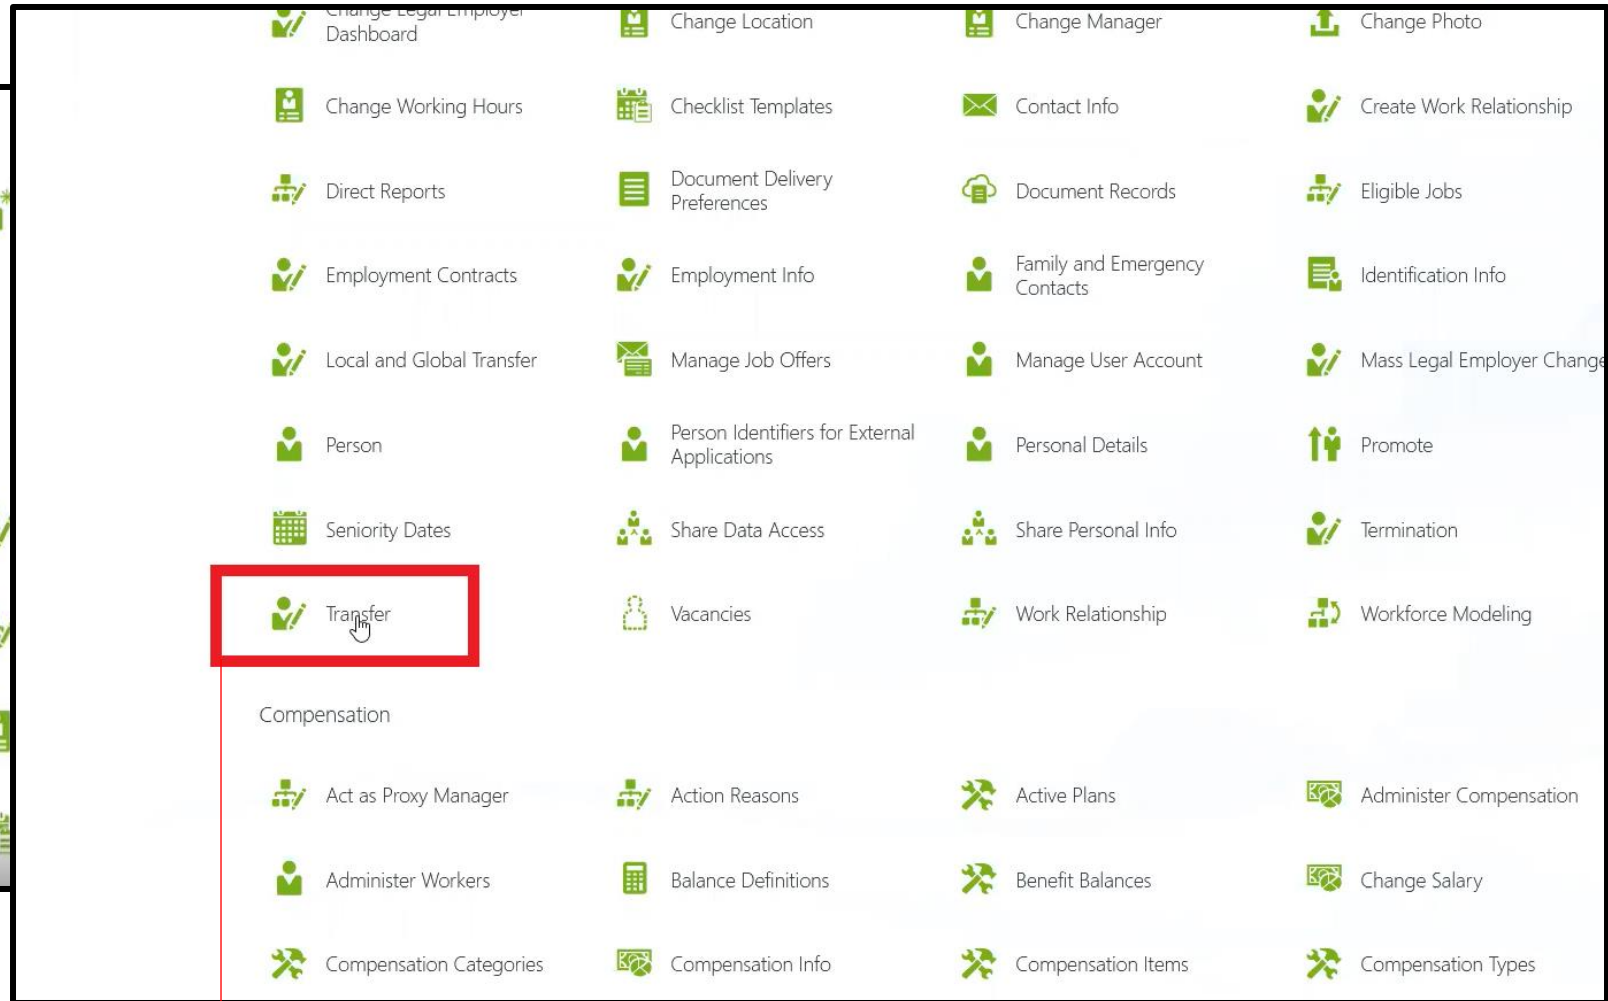 Change Legal Employer Change Location Change Manager Change Photo
Dashboard
Change Working Hours Checklist Templates Contact Info Create Work Relationship
Direct Reports Document Delivery Document Records Eligible Jobs
Preferences
Employment Contracts Employment Info Family and Emergency Identification Info
Contacts
Local and Global Transfer Manage Job Offers Manage User Account Mass Legal Employer Change
Person Person Identifiers for External Personal Details Promote
Applications
Seniority Dates Share Data Access Share Personal Info Termination
Transfer Vacancies Work Relationship Workforce Modeling
Compensation
Act as Proxy Manager Action Reasons Active Plans Administer Compensation
Administer Workers Balance Definitions Benefit Balances Change Salary
Compensation Categories Compensation Info Compensation Items Compensation Types